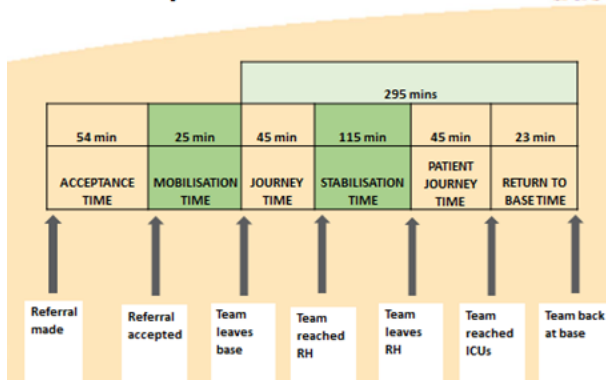 295 mins
54 min 25 min 45 min 115 min 45 min 23 min
ACCEPTANCE
TIME
MOBILISATION
TIME
JOURNEY
TIME
STABILISATION
TIME
PATIENT
JOURNEY
TIME
RETURN TO
BASE TIME
Referral
made
Referral
accepted
Team
leaves
base
Team
reached
RH
Team
leaves
RH
Team
reached
ICUs
Team back
at base